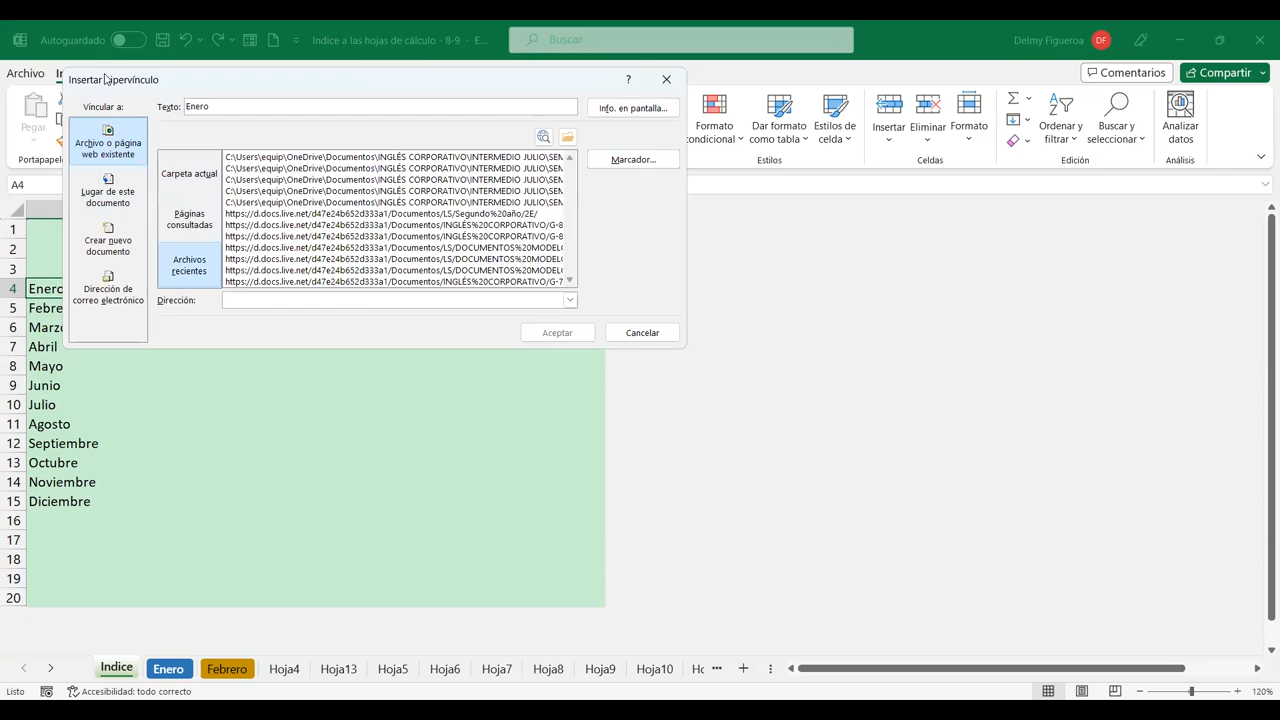 Autoguardado
Indice a las hojas de cálculo - 8-9 - E...
Buscar
Delmy Figueroa
DF
Archivo
Comentarios
Compartir
Insertar hipervínculo
?
Vincular a:
Texto:
Enero
Info. en pantalla...
Archivo o página
web existente
Lugar de este
documento
Crear nuevo
documento
Dirección de
correo electrónico
Carpeta actual
Páginas
consultadas
Archivos
recientes
C:\Users\equip\OneDrive\Documentos\INGLÉS CORPORATIVO\INTERMEDIO JULIO\SEM
C:\Users\equip\OneDrive\Documentos\INGLÉS CORPORATIVO\INTERMEDIO JULIO\SEM
C:\Users\equip\OneDrive\Documentos\INGLÉS CORPORATIVO\INTERMEDIO JULIO\SEM
C:\Users\equip\OneDrive\Documentos\INGLÉS CORPORATIVO\INTERMEDIO JULIO\SEM
C:\Users\equip\OneDrive\Documentos\INGLÉS CORPORATIVO\INTERMEDIO JULIO\SEM
https://d.docs.live.net/d47e24b652d333a1/Documentos/LS/Segundo%20año/2E/
https://d.docs.live.net/d47e24b652d333a1/Documentos/INGLÉS%20CORPORATIVO/G-8
https://d.docs.live.net/d47e24b652d333a1/Documentos/INGLÉS%20CORPORATIVO/G-8
https://d.docs.live.net/d47e24b652d333a1/Documentos/LS/DOCUMENTOS%20MODELO
https://d.docs.live.net/d47e24b652d333a1/Documentos/LS/DOCUMENTOS%20MODELO
https://d.docs.live.net/d47e24b652d333a1/Documentos/LS/DOCUMENTOS%20MODELO
https://d.docs.live.net/d47e24b652d333a1/Documentos/INGLÉS%20CORPORATIVO/G-7
Marcador...
Dirección:
Aceptar
Cancelar
Pegar
Portapapeles
Formato
condicional
Dar formato
como tabla
Estilos de
celda
Estilos
Insertar
Eliminar
Formato
Celdas
Ordenar y
filtrar
Buscar y
seleccionar
Edición
Analizar
datos
Análisis
A4
1
2
3
4 Enero
5 Febre
6 Marzo
7 Abril
8 Mayo
9 Junio
10 Julio
11 Agosto
12 Septiembre
13 Octubre
14 Noviembre
15 Diciembre
16
17
18
19
20
Indice
Enero
Febrero
Hoja4
Hoja13
Hoja5
Hoja6
Hoja7
Hoja8
Hoja9
Hoja10
Ho
Listo
Accesibilidad: todo correcto
120%